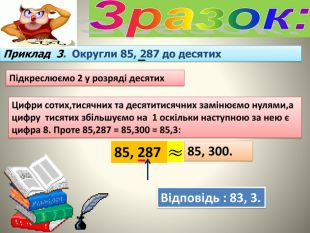 Зразок:
Приклад 3. Округли 85, 287 до десятих
Підкреслюємо 2 у розряді десятих
Цифри сотих,тисячних та десятитисячних замінюємо нулями,а
цифру тисятих збільшуємо на 1 оскільки наступною за нею є
цифра 8. Проте 85,287 = 85,300 = 85,3:
85, 287 ≈ 85, 300.
Відповідь : 83, 3.